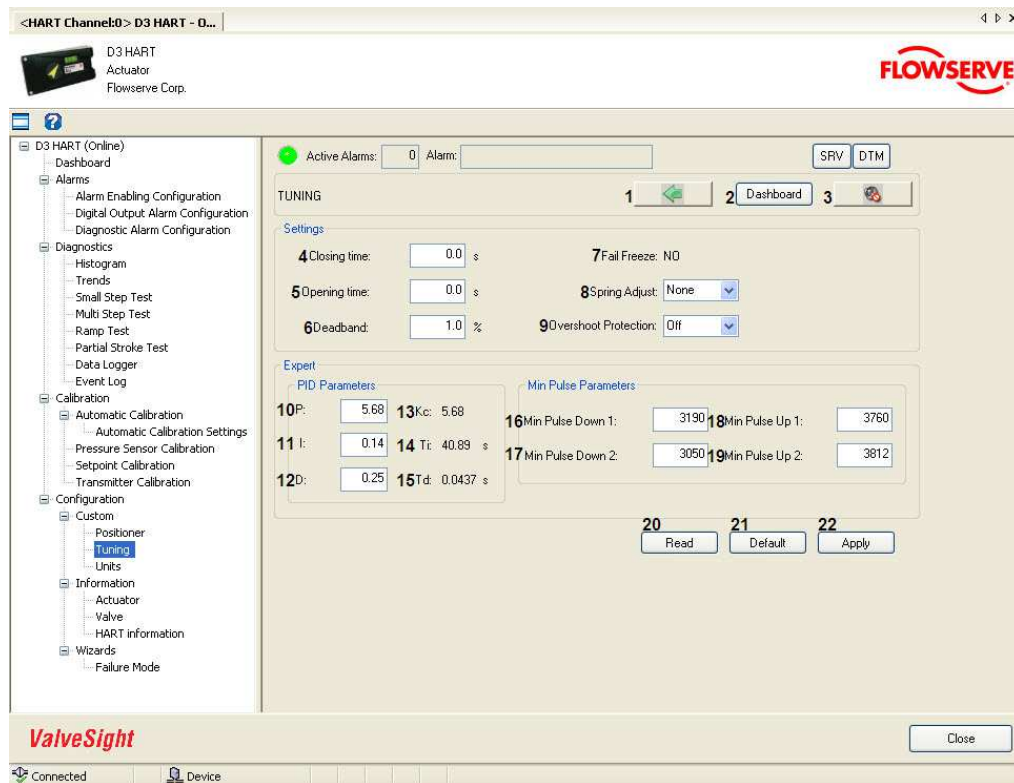 <HART Channel:0> D3 HART - O...
D3 HART
Actuator
Flowserve Corp.
FLOWSERVE
D3 HART (Online)
Dashboard
Alarms
Alarm Enabling Configuration
Digital Output Alarm Configuration
Diagnostic Alarm Configuration
Diagnostics
Histogram
Trends
Small Step Test
Multi Step Test
Ramp Test
Partial Stroke Test
Data Logger
Event Log
Calibration
Automatic Calibration
Automatic Calibration Settings
Pressure Sensor Calibration
Setpoint Calibration
Transmitter Calibration
Configuration
Custom
Positioner
Tuning
Units
Information
Actuator
Valve
HART information
Wizards
Failure Mode
Active Alarms: 0 Alarm: SRV DTM
TUNING 1 2 Dashboard 3
Settings
4 Closing time: 0.0 s 7 Fail Freeze: NO
5 Opening time: 0.0 s 8 Spring Adjust: None
6 Deadband: 1.0 % 9 Overshoot Protection: Off
Expert
PID Parameters
10 P: 5.68 13 Kc: 5.68
11 I: 0.14 14 Ti: 40.89 s
12 D: 0.25 15 Td: 0.0437 s
Min Pulse Parameters
16 Min Pulse Down 1: 3190 18 Min Pulse Up 1: 3760
17 Min Pulse Down 2: 3050 19 Min Pulse Up 2: 3812
20 21 22
Read Default Apply
ValveSight
Close
Connected Device